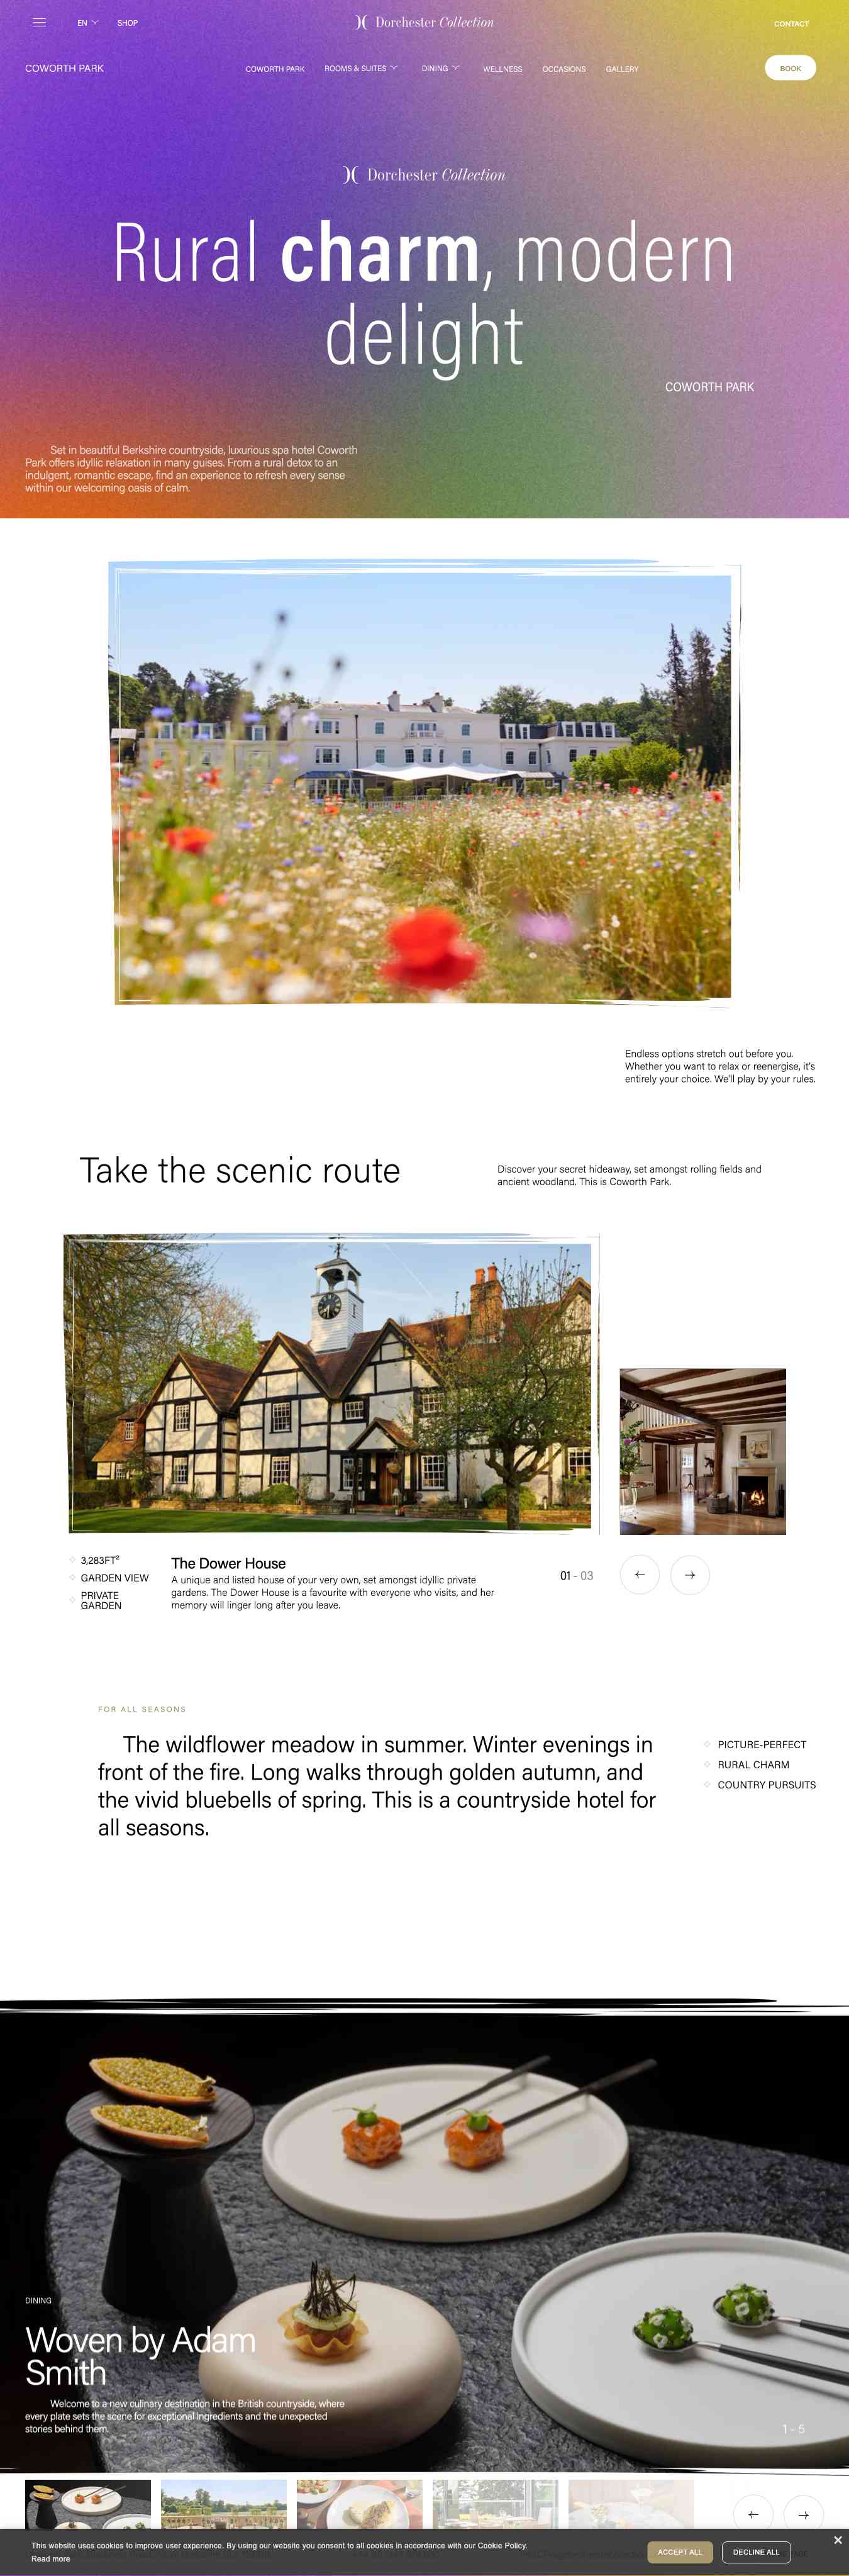 EN
SHOP
Dorchester Collection
CONTACT
COWORTH PARK
COWORTH PARK
ROOMS & SUITES
DINING
WELLNESS
OCCASIONS
GALLERY
BOOK
Dorchester Collection
Rural charm, modern
delight
COWORTH PARK
Set in beautiful Berkshire countryside, luxurious spa hotel Coworth
Park offers idyllic relaxation in many guises. From a rural detox to an
indulgent, romantic escape, find an experience to refresh every sense
within our welcoming oasis of calm.
Endless options stretch out before you.
Whether you want to relax or reenergise, it's
entirely your choice. We'll play by your rules.
Take the scenic route
Discover your secret hideaway, set amongst rolling fields and
ancient woodland. This is Coworth Park.
3,283FT²
GARDEN VIEW
PRIVATE
GARDEN
The Dower House
A unique and listed house of your very own, set amongst idyllic private
gardens. The Dower House is a favourite with everyone who visits, and her
memory will linger long after you leave.
01 - 03
FOR ALL SEASONS
The wildflower meadow in summer. Winter evenings in
front of the fire. Long walks through golden autumn, and
the vivid bluebells of spring. This is a countryside hotel for
all seasons.
PICTURE-PERFECT
RURAL CHARM
COUNTRY PURSUITS
DINING
Woven by Adam
Smith
Welcome to a new culinary destination in the British countryside, where
every plate sets the scene for exceptional ingredients and the unexpected
stories behind them.
1 - 5
This website uses cookies to improve user experience. By using our website you consent to all cookies in accordance with our Cookie Policy.
Read more
ACCEPT ALL
DECLINE ALL